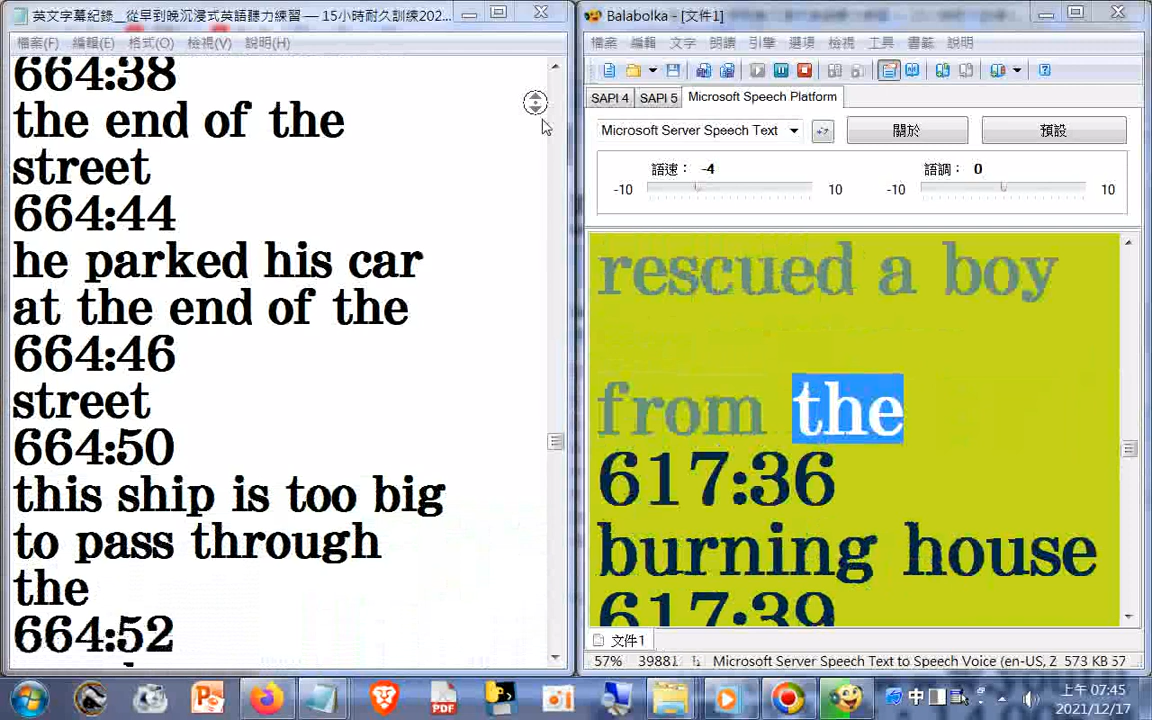 英文字幕紀錄__從早到晚沉浸式英語聽力練習 — 15小時耐久訓練202...
檔案(F) 編輯(E) 格式(O) 檢視(V) 說明(H)
664:38
the end of the
street
664:44
he parked his car
at the end of the
664:46
street
664:50
this ship is too big
to pass through
the
664:52
Balabolka - [文件1]
檔案 編輯 文字 朗讀 引擎 選項 檢視 工具 書籤 說明
SAPI 4 SAPI 5 Microsoft Speech Platform
Microsoft Server Speech Text 關於 預設
語速： -4 語調： 0
-10 10 -10 10
rescued a boy
from the
617:36
burning house
617:39
文件1
57% 39881 Microsoft Server Speech Text to Speech Voice (en-US, 2 573 KB 57
PDF 中 上午 07:45
2021/12/17